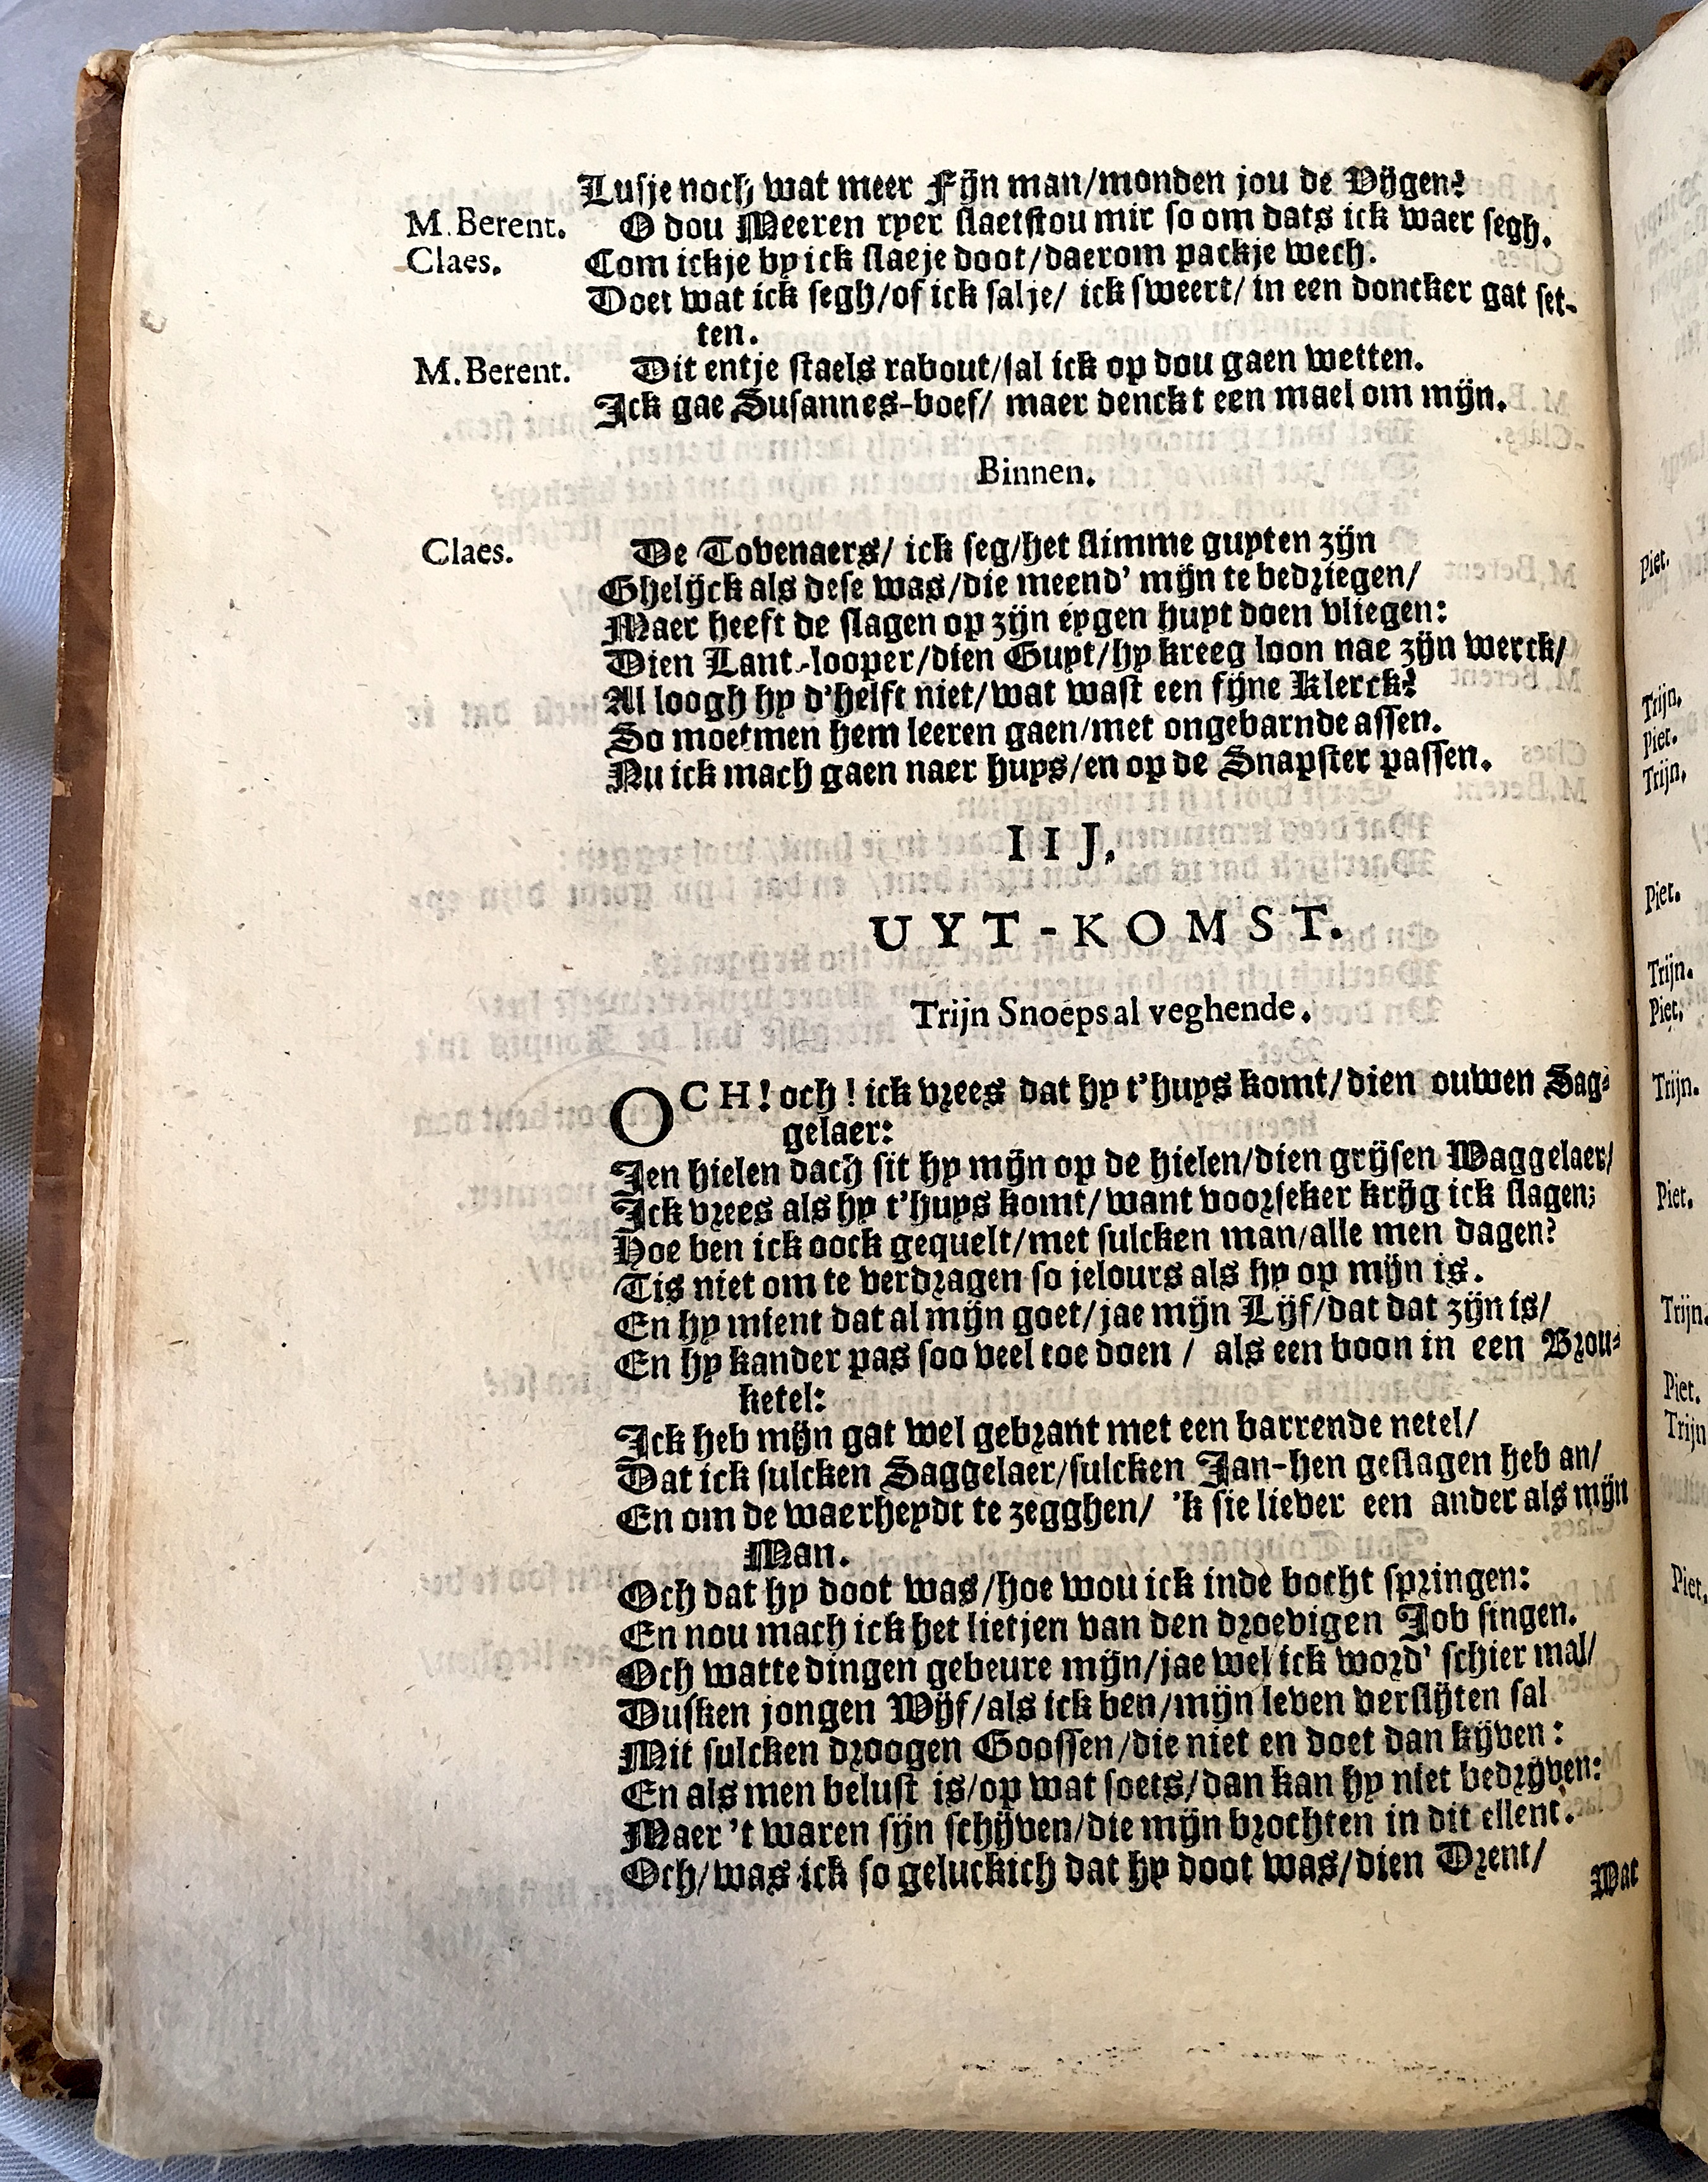 Lusje noch wat meer Fijn man/monden jou de Vijgen?
M. Berent. O dou Meeren ryer slaetstou mir so om dats ick waer segh.
Claes. Com ickje by ick slaeje doot/daerom packje wech.
Doet wat ick segh/of ick salje/ ick sweert/ in een doncker gat set-
ten.
M. Berent. Dit entje staels rabout/sal ick op dou gaen wetten.
Ick gae Susannes-boef/ maer denckt een mael om mijn.
Binnen.
Claes. De Tovenaers/ ick seg/het slimme guyten zijn
Ghelijck als dese was/die meend' mijn te bedriegen/
Maer heeft de slagen op zijn eygen huyt doen vliegen:
Dien Lant-looper/dien Guyt/hy kreeg loon nae zijn werck/
Al loogh hy d'helft niet/wat wast een fijne Klerck?
So moetmen hem leeren gaen/met ongebarnde assen.
Nu ick mach gaen naer huys/en op de Snapster passen.
IIJ.
UYT-KOMST.
Trijn Snoeps al veghende.
OCH! och! ick vrees dat hy t'huys komt/dien ouwen Sag-
gelaer:
Ien hielen dach sit hy mijn op de hielen/dien grijsen Waggelaer/
Ick vrees als hy t'huys komt/want voorseker krijg ick slagen;
Hoe ben ick oock gequelt/met sulcken man/alle men dagen?
Tis niet om te verdragen so jelours als hy op mijn is.
En hy mient dat al mijn goet/jae mijn Lijf/dat dat zijn is/
En hy kander pas soo veel toe doen / als een boon in een Brou-
ketel:
Ick heb mijn gat wel gebrant met een barrende netel/
Dat ick sulcken Saggelaer/sulcken Jan-hen geslagen heb an/
En om de waerheydt te zegghen/ 'k sie liever een ander als mijn
Man.
Och dat hy doot was/hoe wou ick inde bocht springen:
En nou mach ick het lietjen van den droevigen Job singen.
Och watte dingen gebeure mijn/jae wel ick word' schier mal/
Dusken jongen Wijf/als ick ben/mijn leven verslijten sal
Mit sulcken droogen Goossen/die niet en doet dan kijven:
En als men belust is/op wat soets/dan kan hy niet bedrijven:
Maer 't waren sijn schijven/die mijn brochten in dit ellent.
Och/was ick so geluckich dat hy doot was/dien Drent/
Wat
Piet.
Trijn.
Piet.
Trijn.
Piet.
Trijn.
Piet.
Trijn.
Piet.
Trijn.
Piet.
Trijn
Piet.